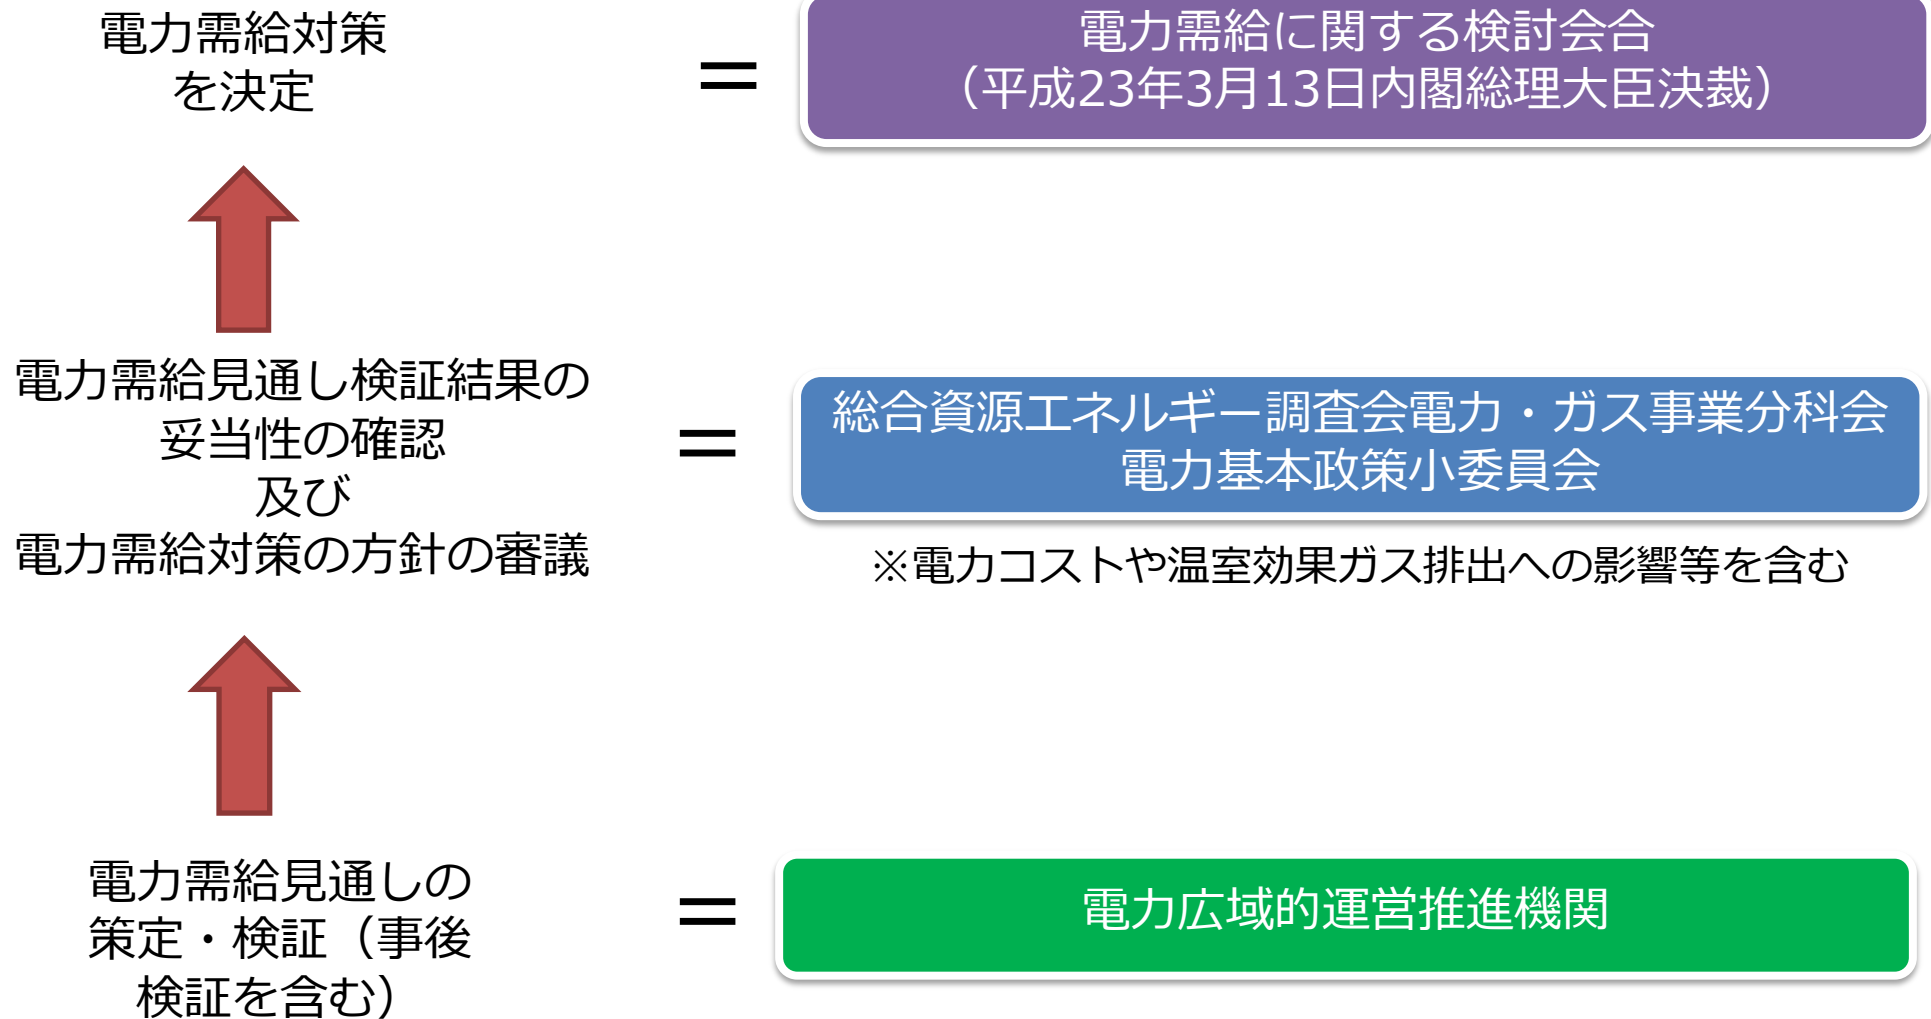 電力需給対策
を決定
＝
電力需給に関する検討会合
（平成23年3月13日内閣総理大臣決裁）
電力需給見通し検証結果の
妥当性の確認
及び
電力需給対策の方針の審議
＝
総合資源エネルギー調査会電力・ガス事業分科会
電力基本政策小委員会
※電力コストや温室効果ガス排出への影響等を含む
電力需給見通しの
策定・検証（事後
検証を含む）
＝
電力広域的運営推進機関